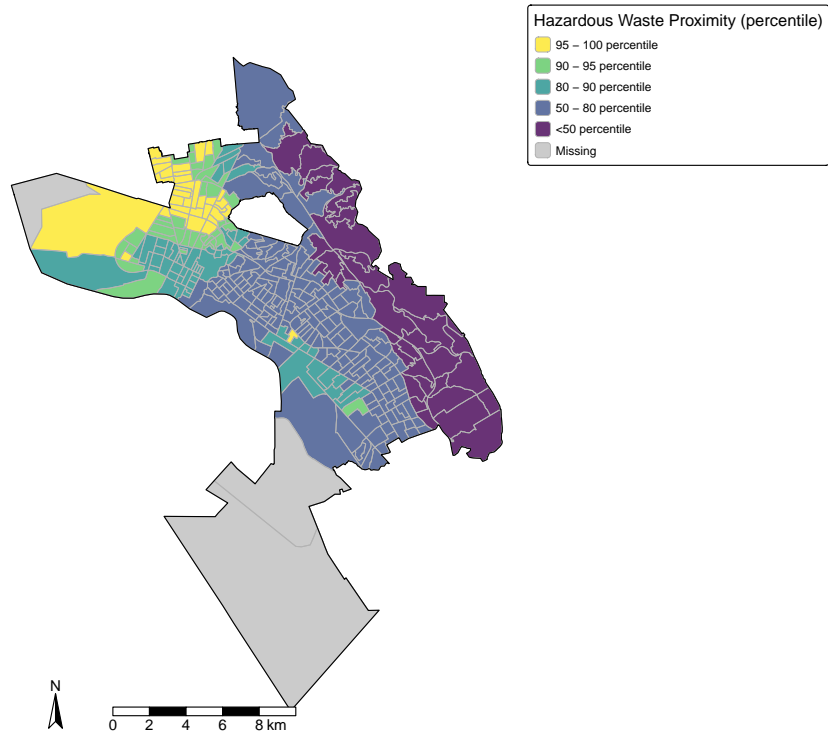 Hazardous Waste Proximity (percentile)
95 − 100 percentile
90 − 95 percentile
80 − 90 percentile
50 − 80 percentile
<50 percentile
Missing
N
0 2 4 6 8 km